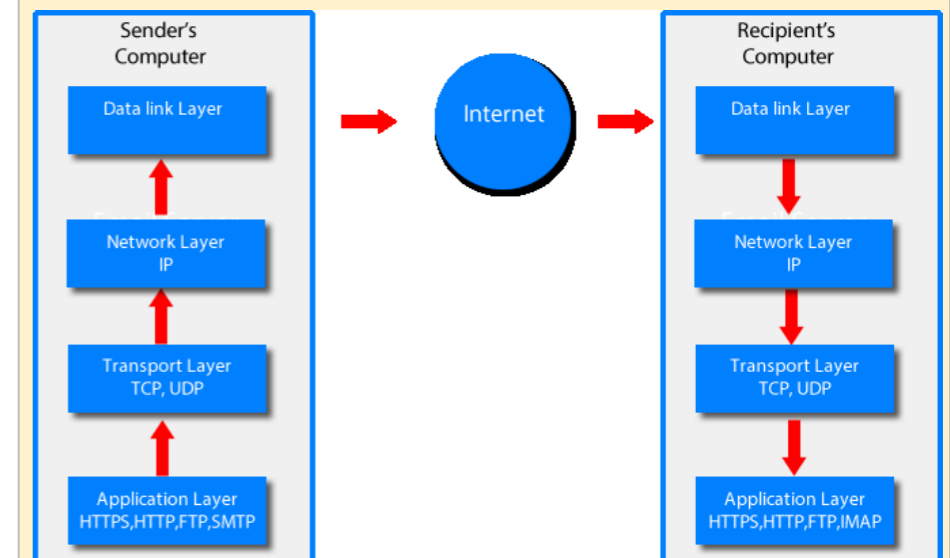 Sender's
Computer
Data link Layer
Network Layer
IP
Transport Layer
TCP, UDP
Application Layer
HTTPS,HTTP,FTP,SMTP
Internet
Recipient's
Computer
Data link Layer
Network Layer
IP
Transport Layer
TCP, UDP
Application Layer
HTTPS,HTTP,FTP,IMAP